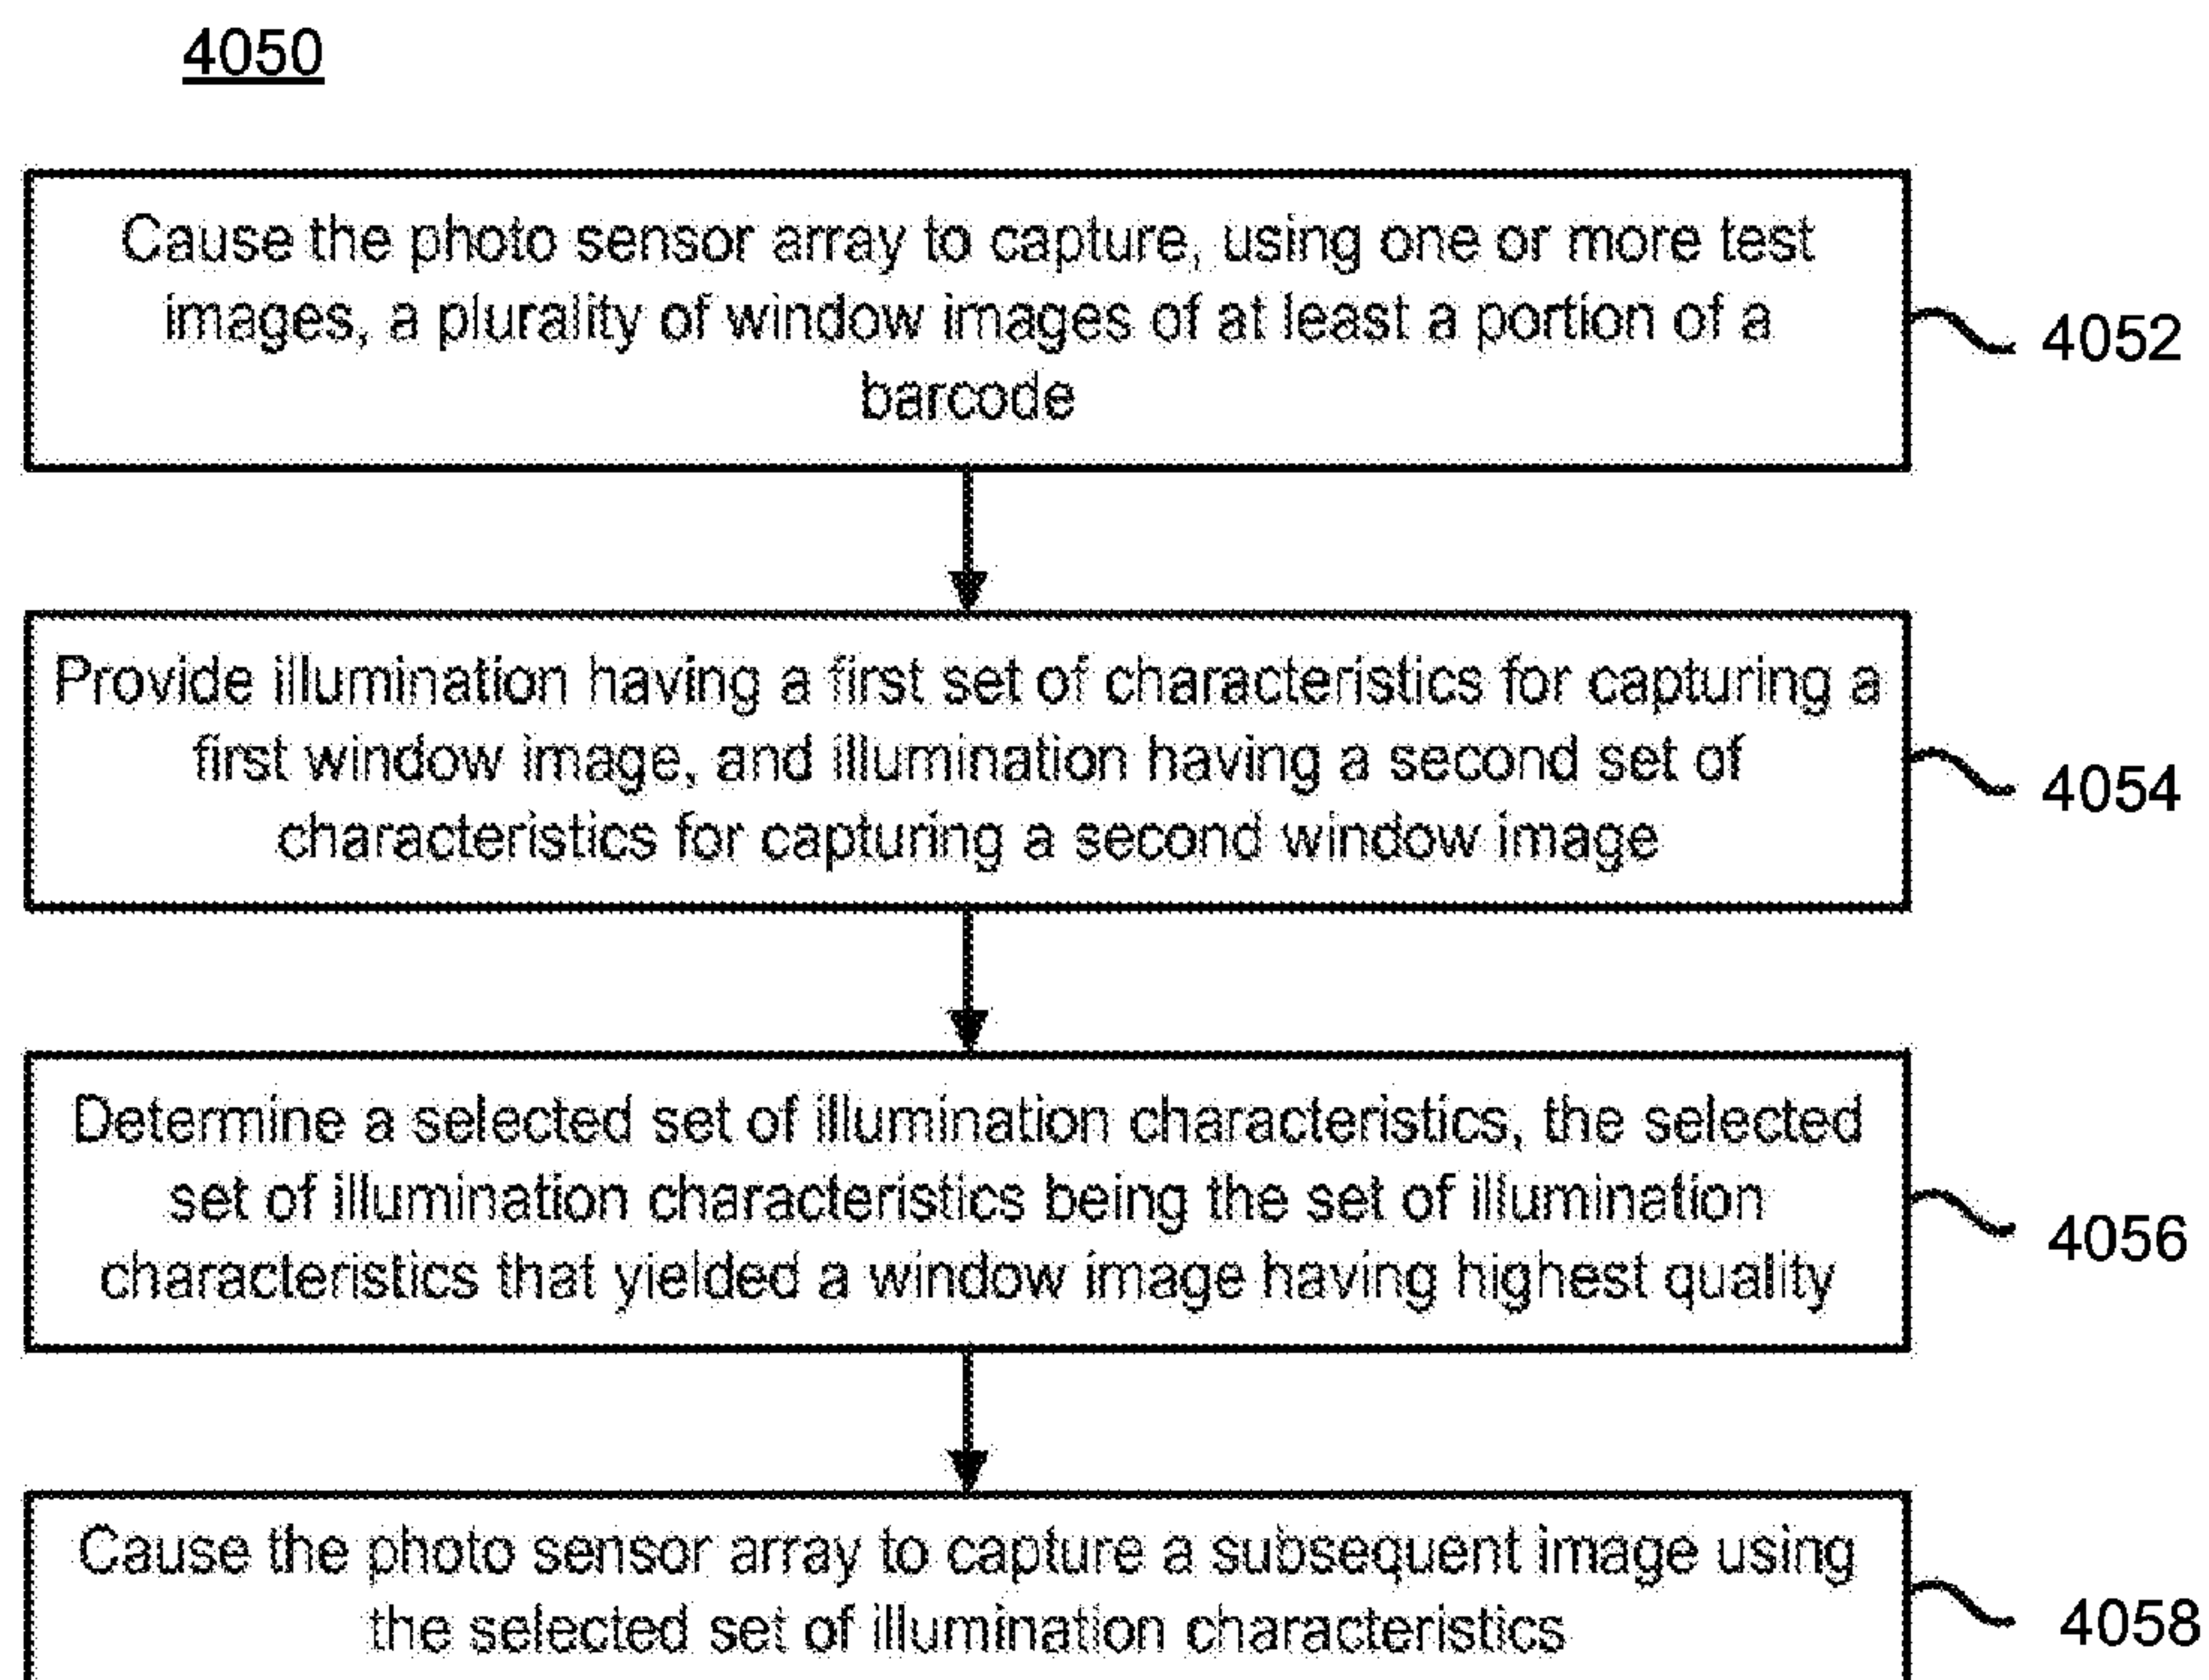 4050
Cause the photo sensor array to capture, using one or more test
images, a plurality of window images of at least a portion of a
barcode
4052
Provide illumination having a first set of characteristics for capturing a
first window image, and illumination having a second set of
characteristics for capturing a second window image
4054
Determine a selected set of illumination characteristics, the selected
set of illumination characteristics being the set of illumination
characteristics that yielded a window image having highest quality
4056
Cause the photo sensor array to capture a subsequent image using
the selected set of illumination characteristics
4058